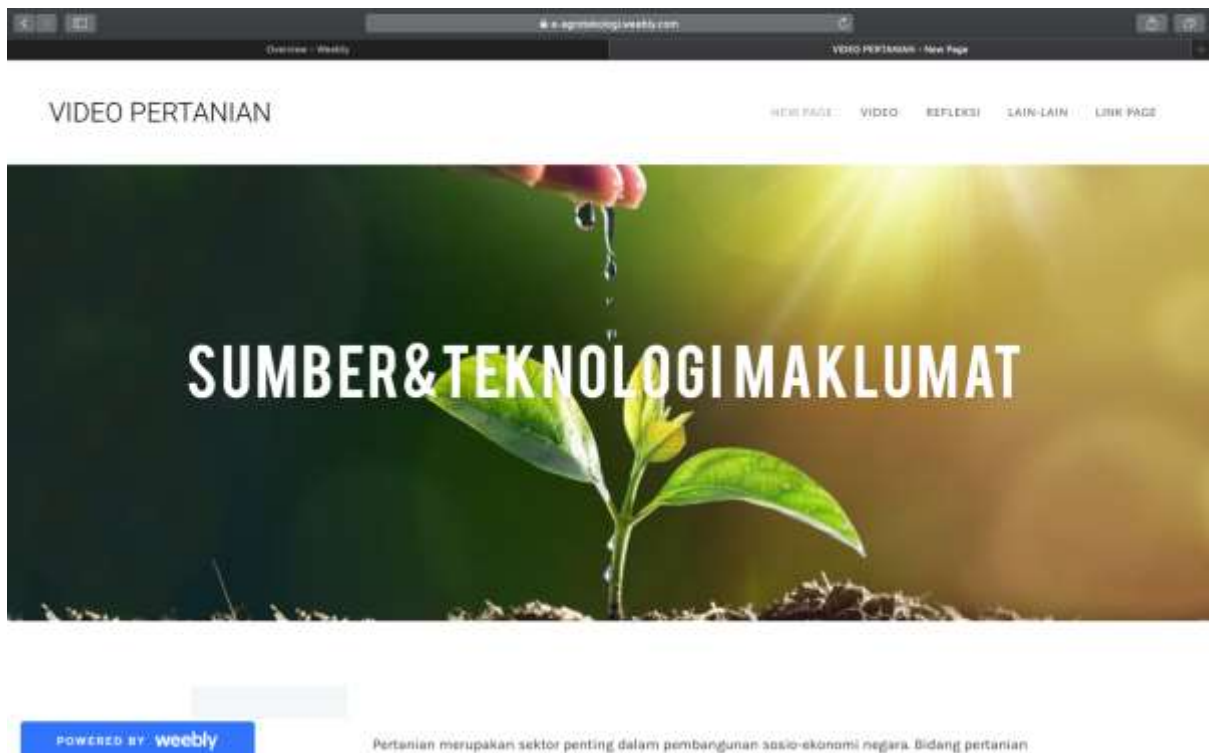 e-agroteknologi.weebly.com
Overview - Weebly
VIDEO PERTANIAN - New Page
VIDEO PERTANIAN
NEW PAGE
VIDEO
REFLEKSI
LAIN-LAIN
LINK PAGE
SUMBER&TEKNOLOGI MAKLUMAT
POWERED BY weebly
Pertanian merupakan sektor penting dalam pembangunan sosio-ekonomi negara. Bidang pertanian